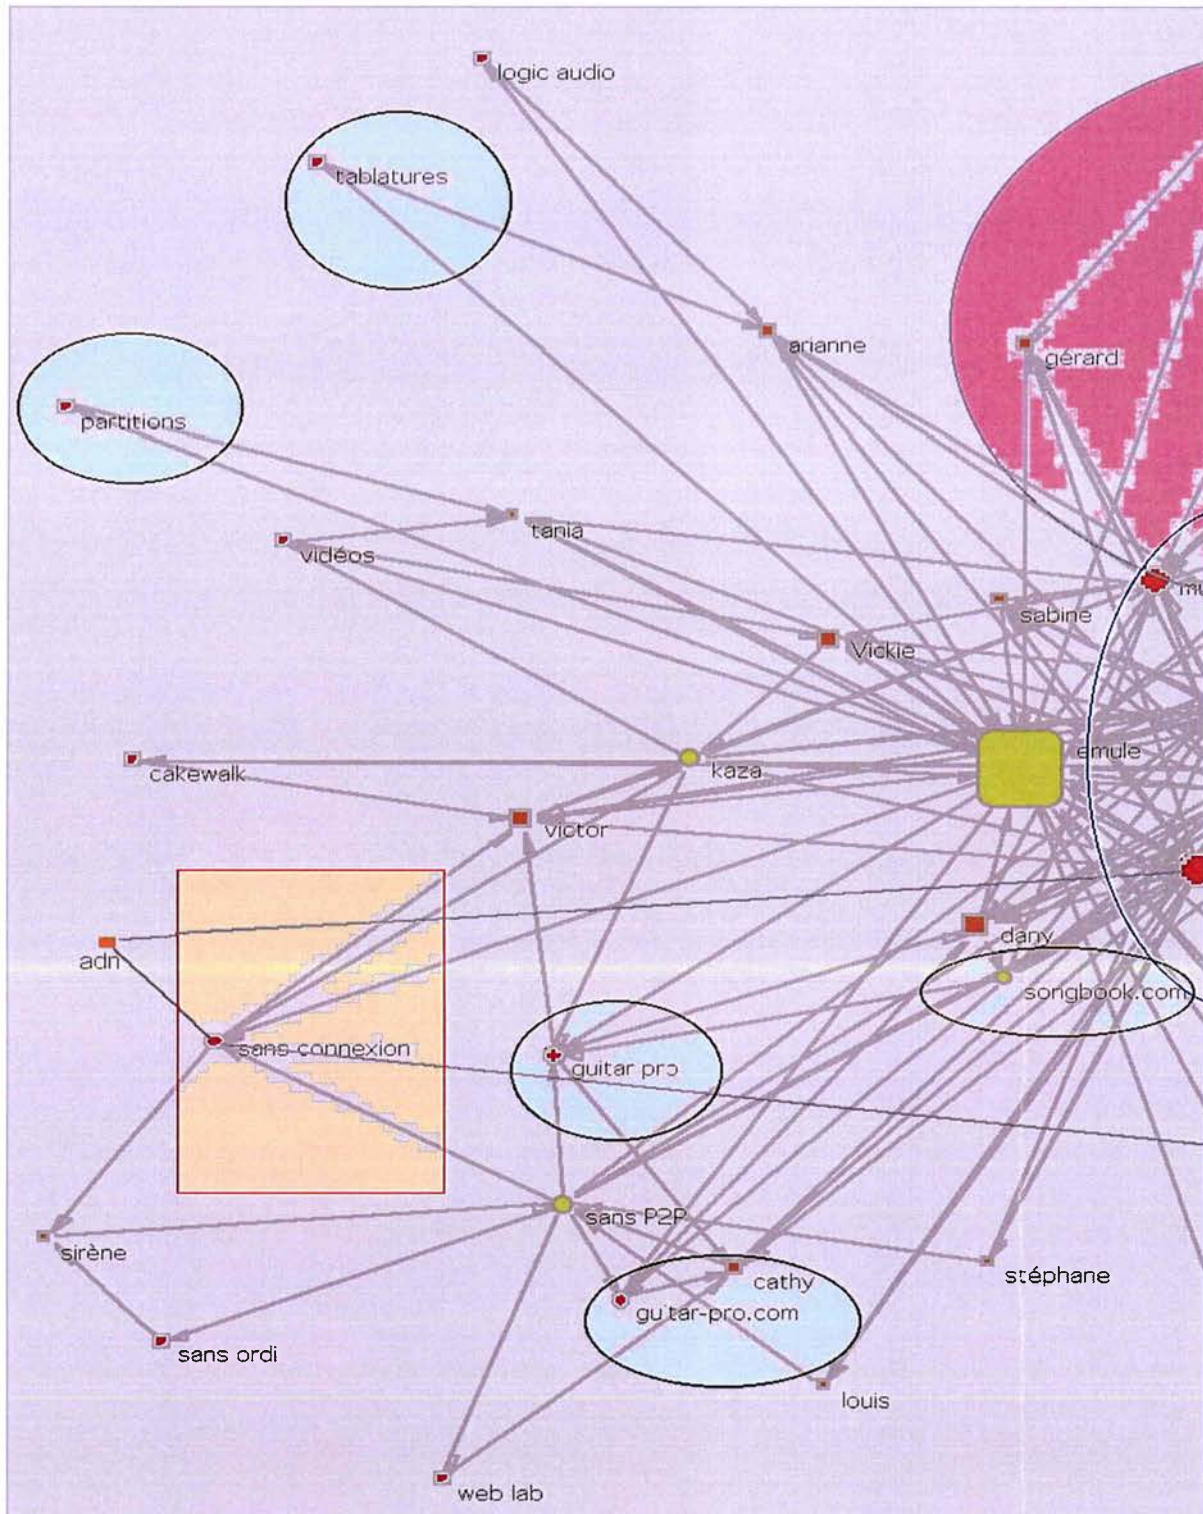 logic audio
tablatures
arianne
gérard
partitions
tania
vidéos
mu
sabine
Vickie
emule
kaza
cakewalk
victor
dany
adn
songbook.com
sans connexion
guitar pro
sans P2P
sirène
cathy
stéphane
guitar-pro.com
sans ordi
louis
web lab